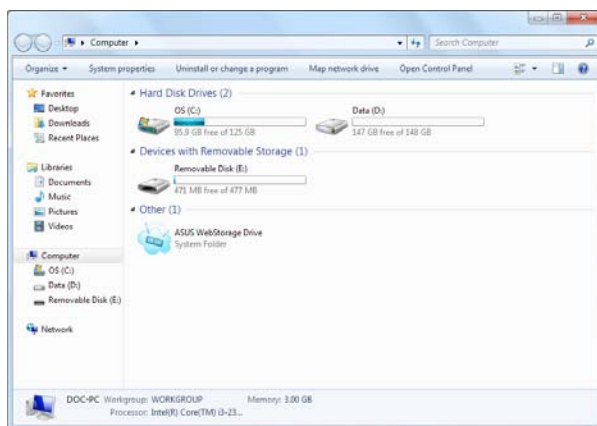 Computer
Search Computer
Organize
System properties
Uninstall or change a program
Map network drive
Open Control Panel
Favorites
Desktop
Downloads
Recent Places
Libraries
Documents
Music
Pictures
Videos
Computer
OS (C:)
Data (D:)
Removable Disk (E:)
Network
Hard Disk Drives (2)
OS (C:)
95.9 GB free of 125 GB
Data (D:)
147 GB free of 148 GB
Devices with Removable Storage (1)
Removable Disk (E:)
471 MB free of 477 MB
Other (1)
ASUS WebStorage Drive
System Folder
DOC-PC Workgroup: WORKGROUP Memory: 3.00 GB
Processor: Intel(R) Core(TM) i3-23...